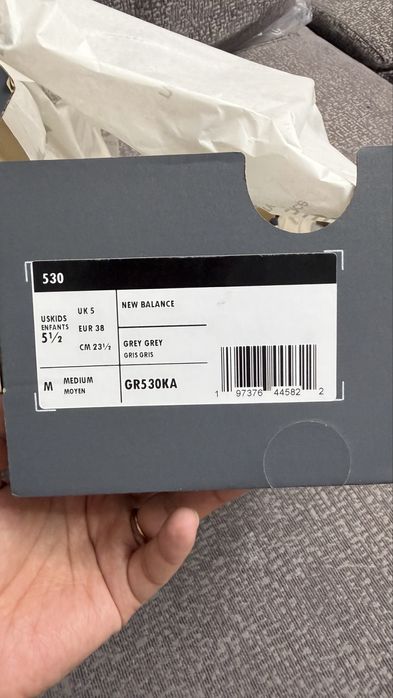 530
USKIDS
ENFANTS
5½
UK 5
EUR 38
CM 23½
NEW BALANCE
GREY GREY
GRIS GRIS
M MEDIUM
MOYEN
GR530KA
1 97376 44582 2